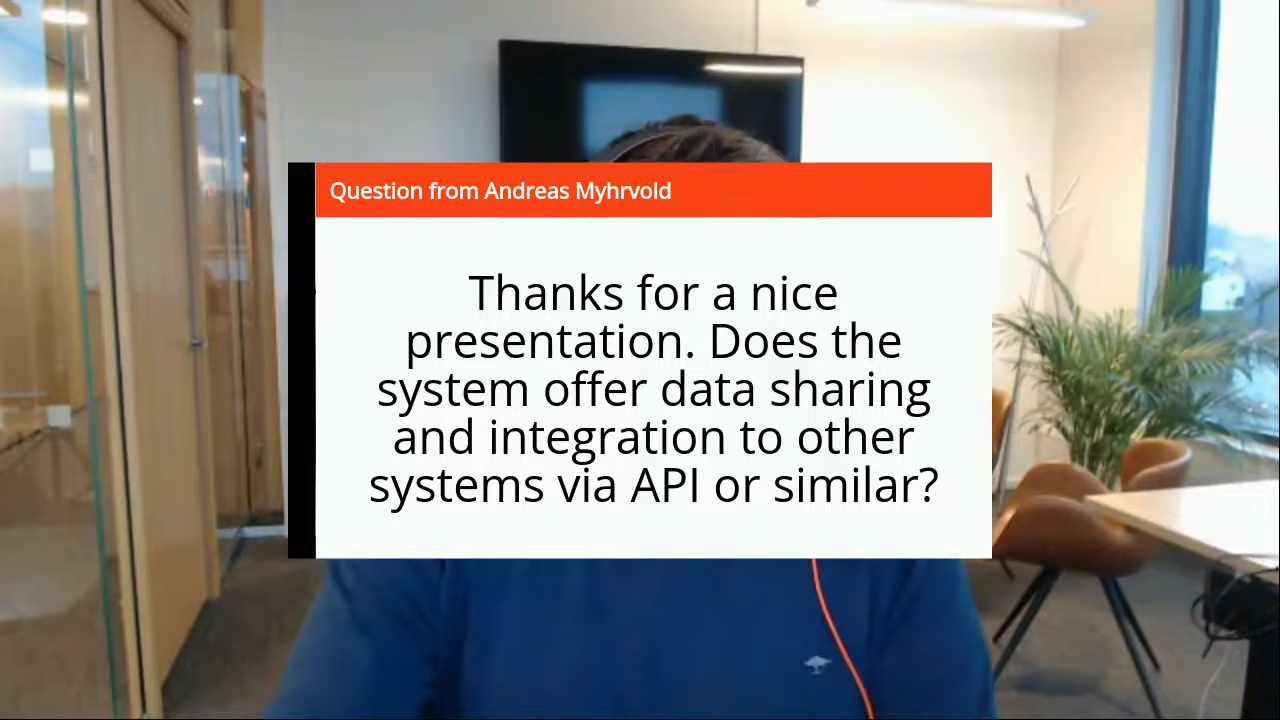 Question from Andreas Myhrvold
Thanks for a nice
presentation. Does the
system offer data sharing
and integration to other
systems via API or similar?